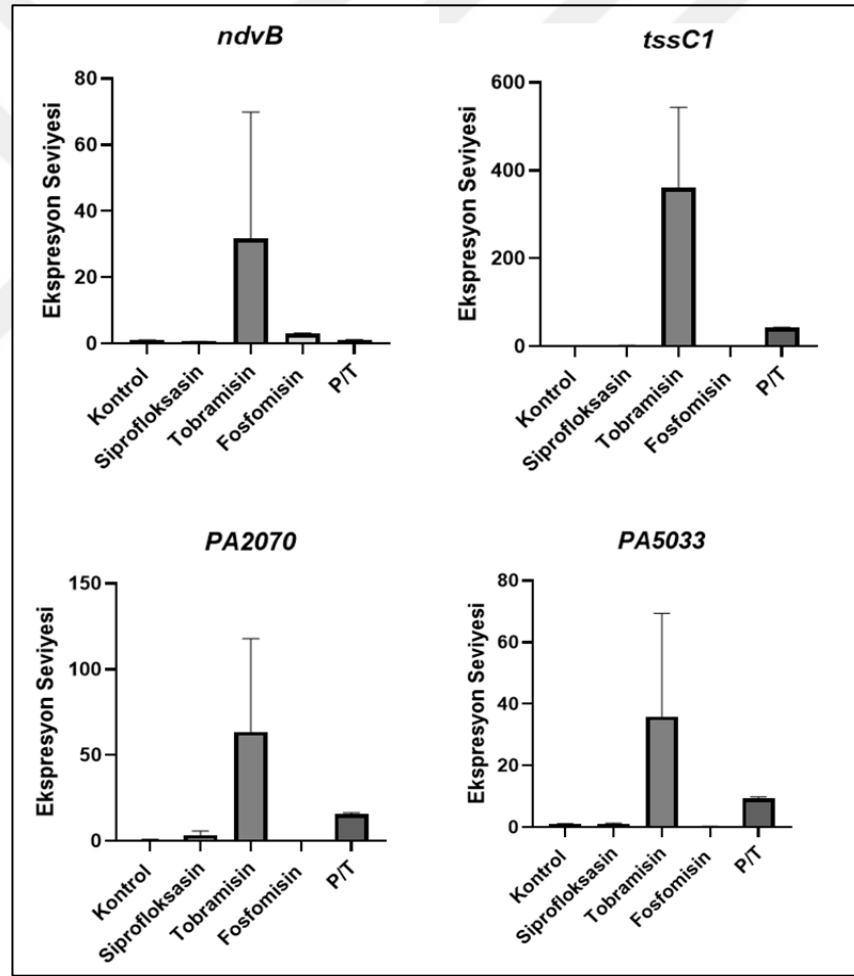 ndvB
Ekspresyon Seviyesi
80
60
40
20
0
Kontrol
Siprofloksasin
Tobramisin
Fosfomisin
P/T
tssC1
Ekspresyon Seviyesi
600
400
200
0
Kontrol
Siprofloksasin
Tobramisin
Fosfomisin
P/T
PA2070
Ekspresyon Seviyesi
150
100
50
0
Kontrol
Siprofloksasin
Tobramisin
Fosfomisin
P/T
PA5033
Ekspresyon Seviyesi
80
60
40
20
0
Kontrol
Siprofloksasin
Tobramisin
Fosfomisin
P/T